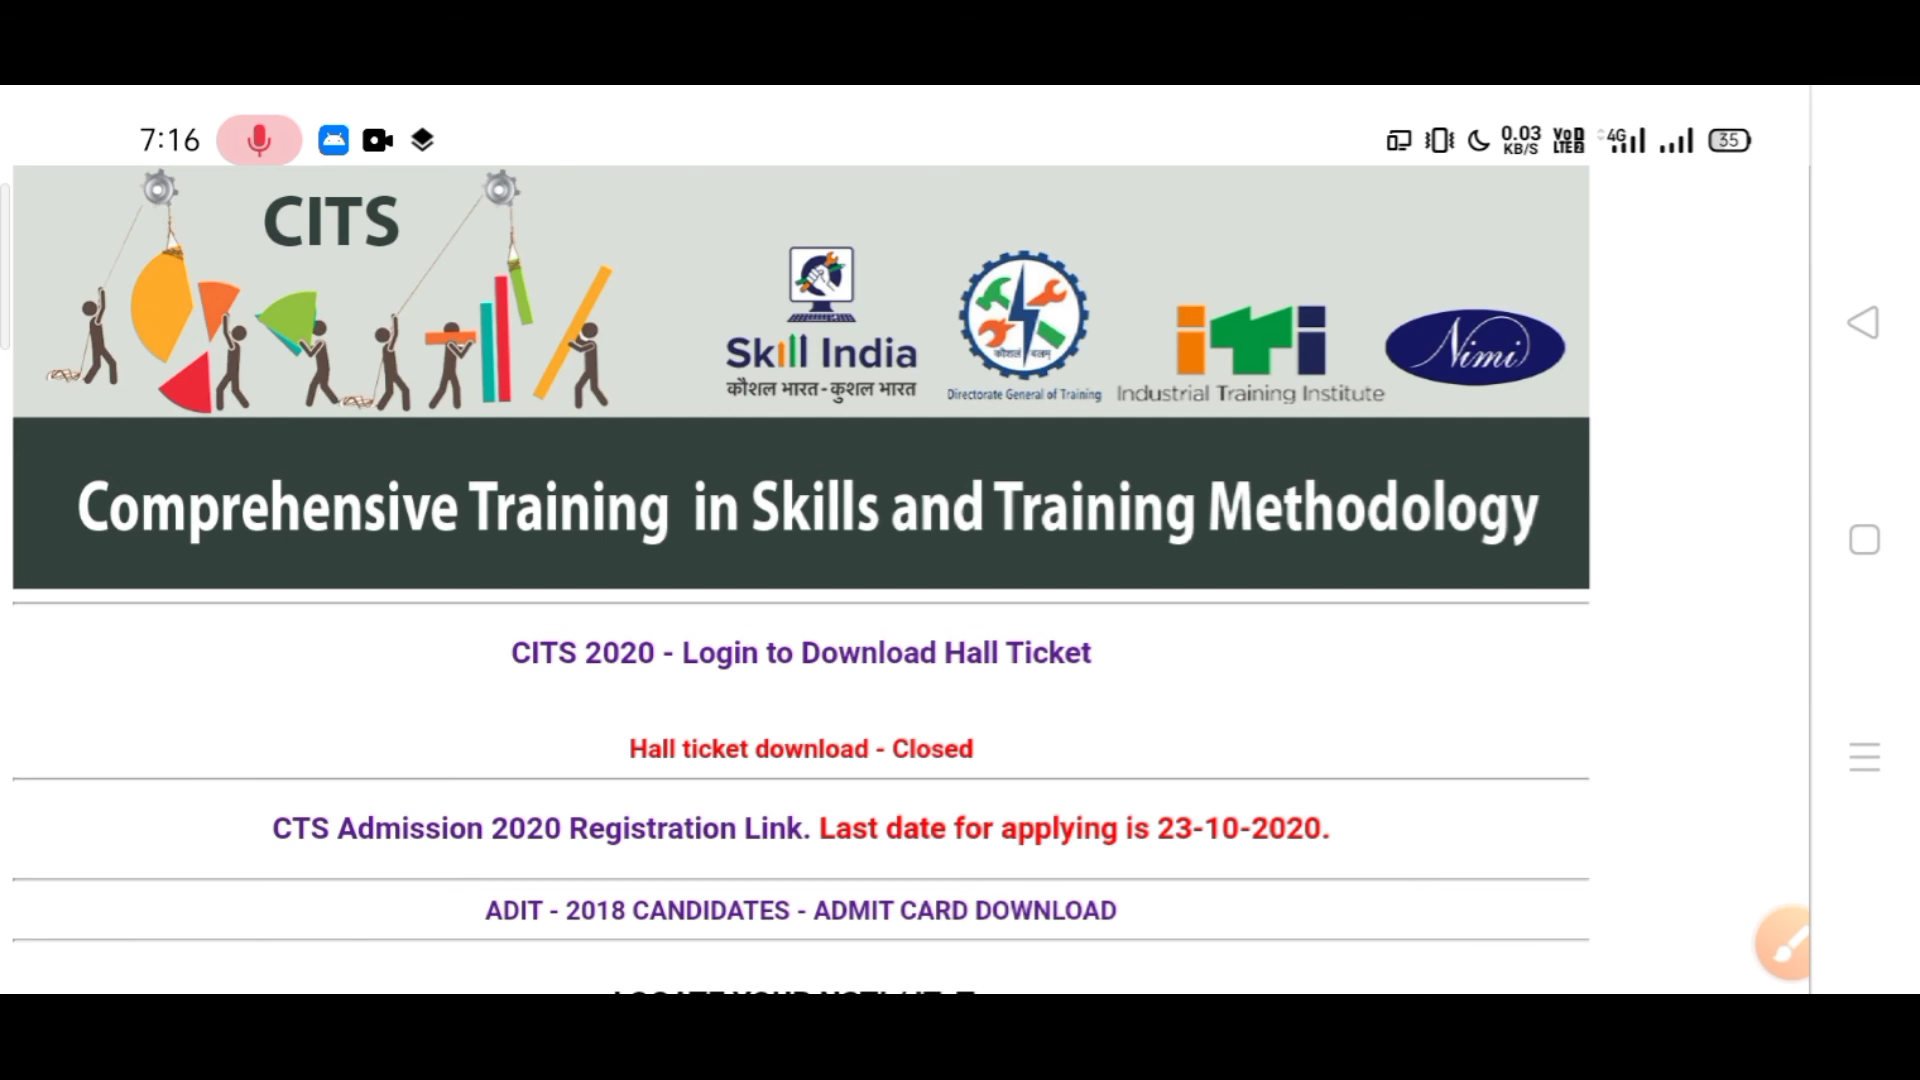 7:16
0.03
KB/S
Vo
LTE
4G
35
CITS
Skill India
कौशल भारत - कुशल भारत
कौशलं बलम्
Directorate General of Training
iTi
Industrial Training Institute
Nimi
Comprehensive Training in Skills and Training Methodology
CITS 2020 - Login to Download Hall Ticket
Hall ticket download - Closed
CTS Admission 2020 Registration Link. Last date for applying is 23-10-2020.
ADIT - 2018 CANDIDATES - ADMIT CARD DOWNLOAD